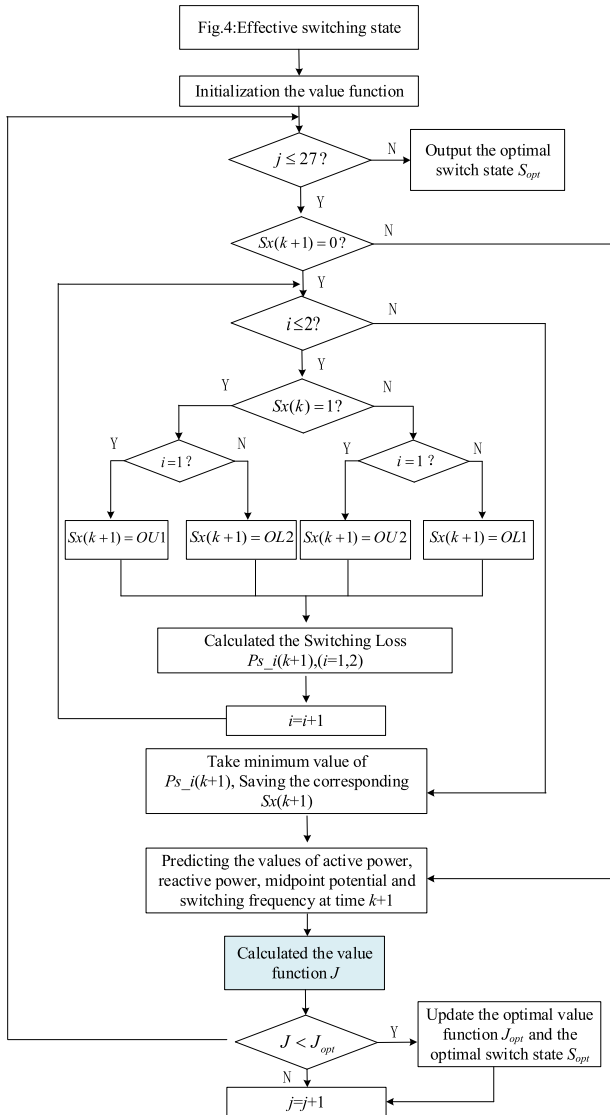 Fig.4:Effective switching state
Initialization the value function
j ≤ 27?
N
Output the optimal
switch state Sopt
Y
Sx(k+1) = 0?
N
Y
i≤2?
N
Y
Y
Sx(k) = 1?
N
Y
i=1?
N
Y
i=1?
N
Sx(k+1) = OU1
Sx(k+1) = OL2
Sx(k+1) = OU2
Sx(k+1) = OL1
Calculated the Switching Loss
Ps_i(k+1),(i=1,2)
i=i+1
Take minimum value of
Ps_i(k+1), Saving the corresponding
Sx(k+1)
Predicting the values of active power,
reactive power, midpoint potential and
switching frequency at time k+1
Calculated the value
function J
J < Jopt
Y
Update the optimal value
function Jopt and the
optimal switch state Sopt
N
j=j+1